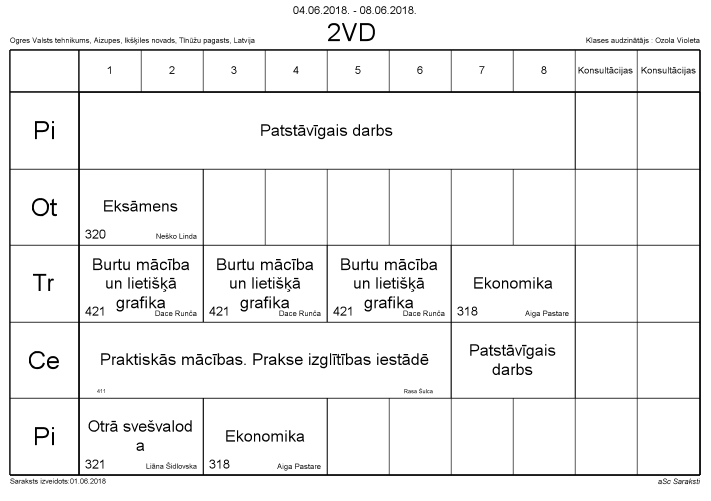 04.06.2018. - 08.06.2018.
2VD
Ogres Valsts tehnikums, Aizupes, Ikšķiles novads, Tīnūžu pagasts, Latvija
Klases audzinātājs : Ozola Violeta
1 2 3 4 5 6 7 8 Konsultācijas Konsultācijas
Pi
Patstāvīgais darbs
Ot
Eksāmens
320 Neško Linda
Tr
Burtu mācība
un lietišķā
grafika
421 Dace Runča
Burtu mācība
un lietišķā
grafika
421 Dace Runča
Burtu mācība
un lietišķā
grafika
421 Dace Runča
Ekonomika
318 Aiga Pastare
Ce
Praktiskās mācības. Prakse izglītības iestādē
411 Rasa Šulca
Patstāvīgais
darbs
Pi
Otrā svešvalod
a
321 Liāna Šidlovska
Ekonomika
318 Aiga Pastare
Saraksts izveidots:01.06.2018
aSc Saraksti